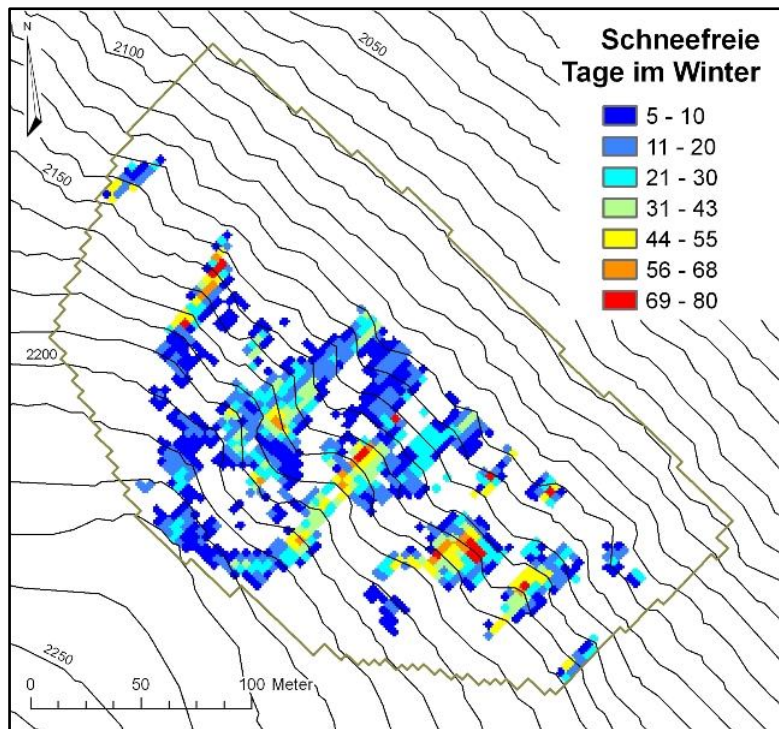 N
2100
2050
Schneefreie
Tage im Winter
5 - 10
11 - 20
21 - 30
31 - 43
44 - 55
56 - 68
69 - 80
2150
2200
2250
0 50 100 Meter